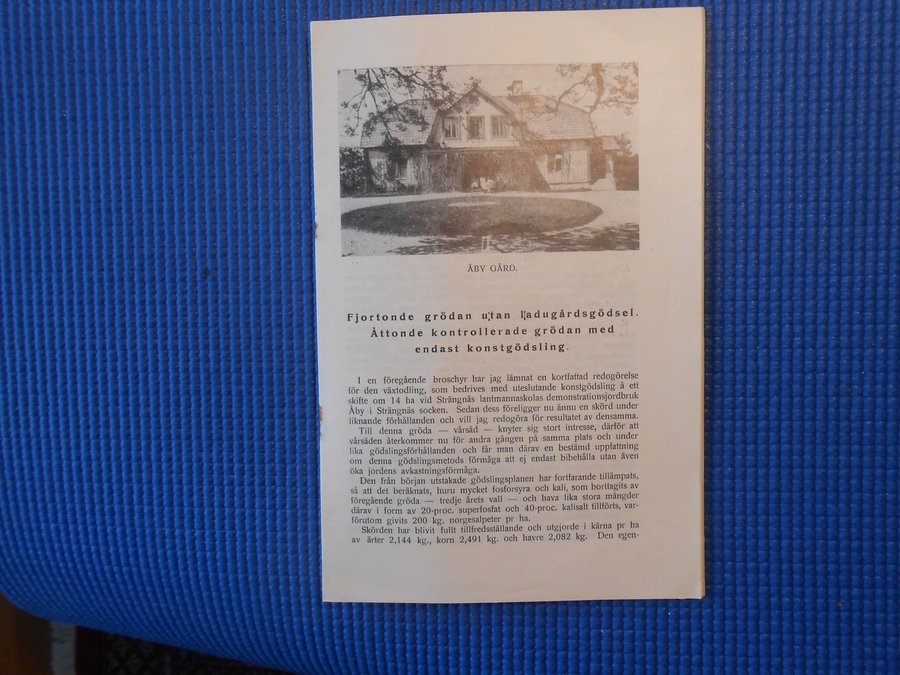 ÅBY GÅRD.
Fjortonde grödan utan ladugårdsgödsel.
Åttonde kontrollerade grödan med
endast konstgödsling.
I en föregående broschyr har jag lämnat en kortfattad redogörelse
för den växtodling, som bedrives med uteslutande konstgödsling å ett
skifte om 14 ha vid Strängnäs lantmannaskolas demonstrationsjordbruk
Åby i Strängnäs socken. Sedan dess föreligger nu ännu en skörd under
liknande förhållanden och vill jag redogöra för resultatet av densamma.
Till denna gröda — vårsäd — knyter sig stort intresse, därför att
vårsäden återkommer nu för andra gången på samma plats och under
lika gödslingsförhållanden och får man därav en bestämd uppfattning
om denna gödslingsmetods förmåga att ej endast bibehålla utan även
öka jordens avkastningsförmåga.
Den från början utstakade gödslingsplanen har fortfarande tillämpats,
så att det beräknats, huru mycket fosforsyra och kali, som borttagits av
föregående gröda — tredje årets vall — och hava lika stora mängder
därav i form av 20-proc. superfosfat och 40-proc. kalisalt tillförts, var-
förutom givits 200 kg. norgesalpeter pr ha.
Skörden har blivit fullt tillfredsställande och utgjorde i kärna pr ha
av ärter 2,144 kg., korn 2,491 kg. och havre 2,082 kg. Den egen-